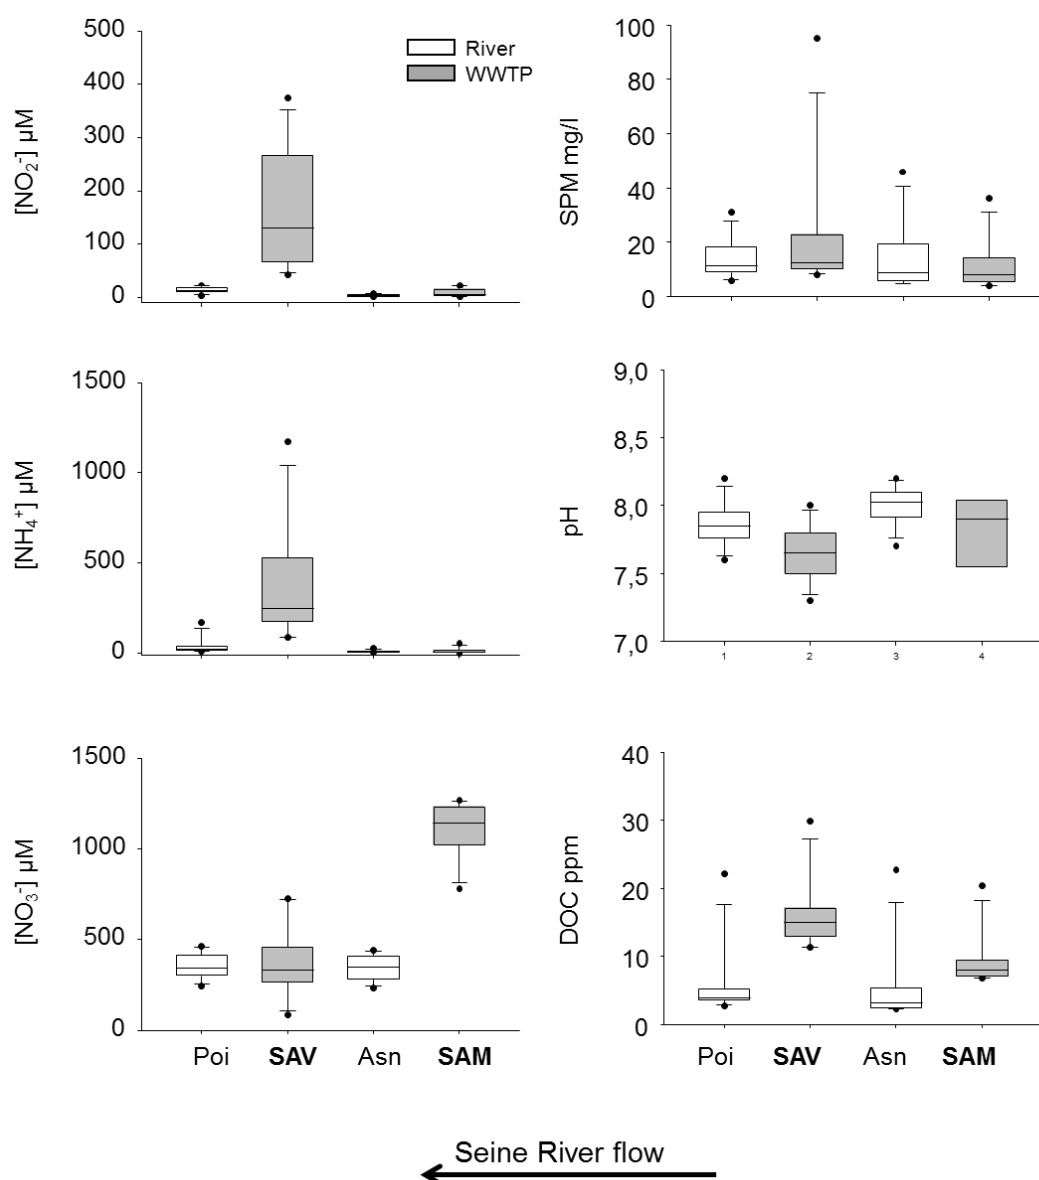 [NO₂⁻] µM
500
400
300
200
100
0
River
WWTP
SPM mg/l
100
80
60
40
20
0
[NH₄⁺] µM
1500
1000
500
0
pH
9,0
8,5
8,0
7,5
7,0
1 2 3 4
[NO₃⁻] µM
1500
1000
500
0
Poi SAV Asn SAM
DOC ppm
40
30
20
10
0
Poi SAV Asn SAM
Seine River flow